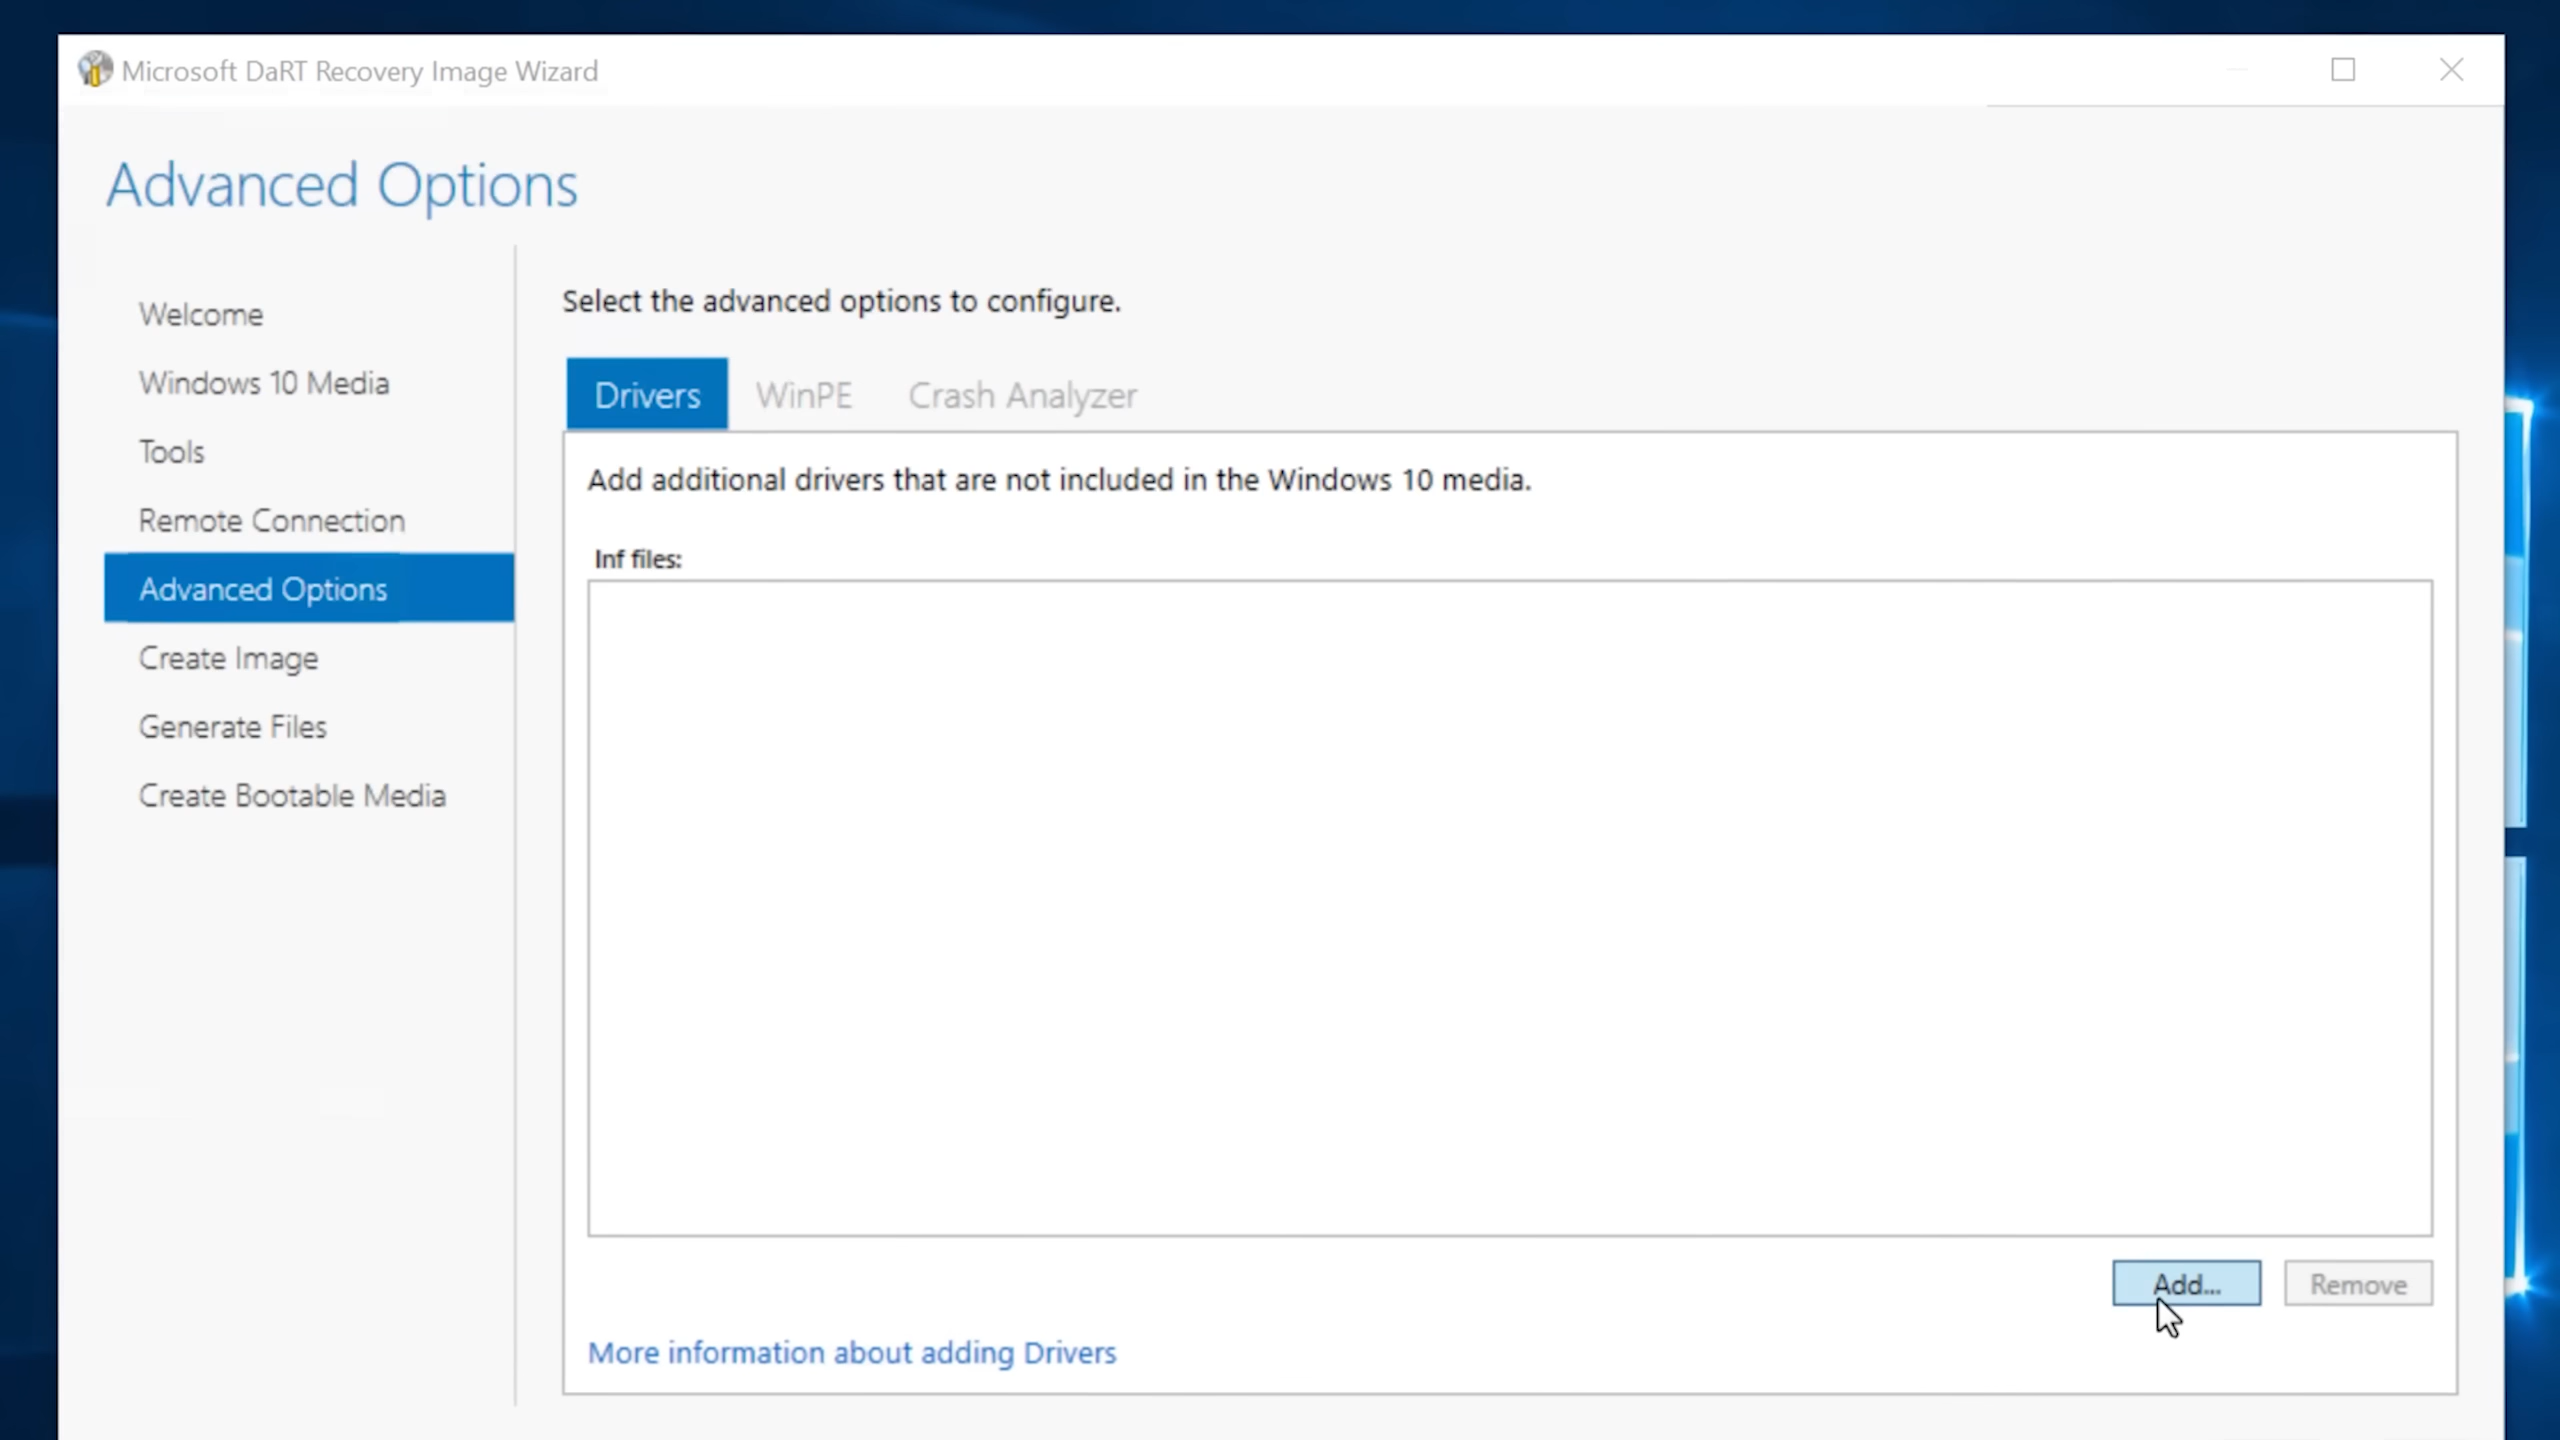 Microsoft DaRT Recovery Image Wizard
Advanced Options
Welcome
Windows 10 Media
Tools
Remote Connection
Advanced Options
Create Image
Generate Files
Create Bootable Media
Select the advanced options to configure.
Drivers WinPE Crash Analyzer
Add additional drivers that are not included in the Windows 10 media.
Inf files:
Add... Remove
More information about adding Drivers